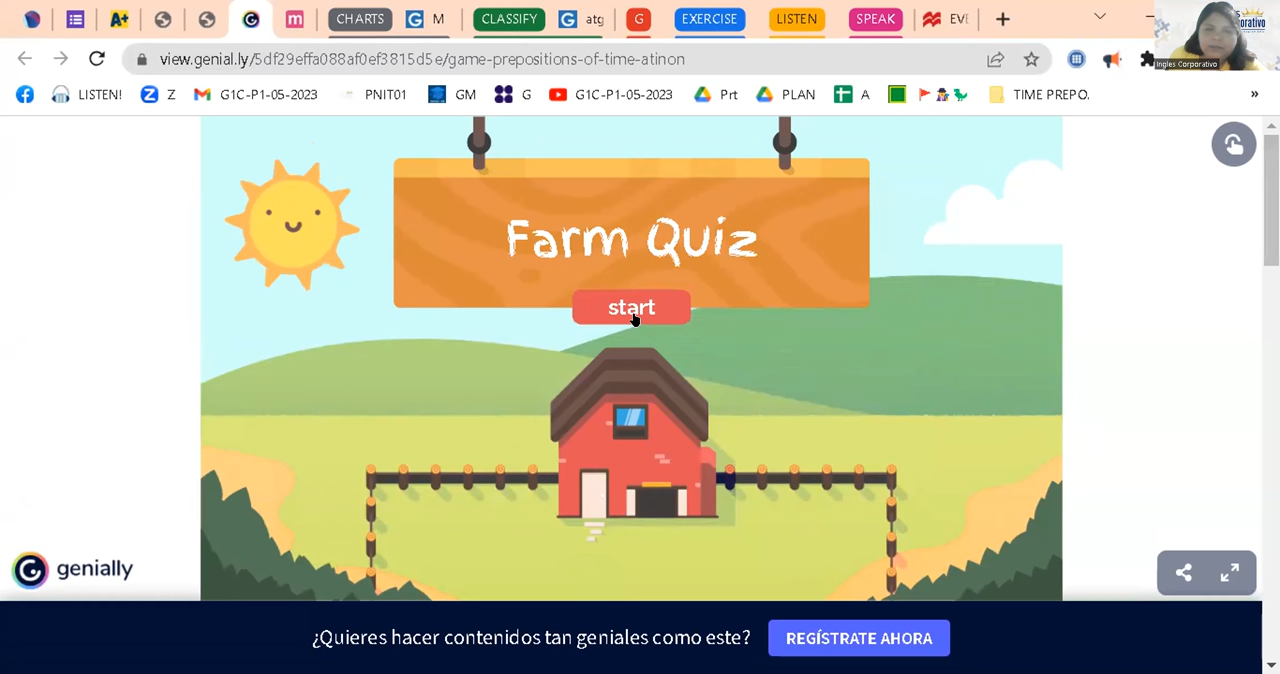 CHARTS
M
CLASSIFY
atg
G
EXERCISE
LISTEN
SPEAK
EVE
view.genial.ly/5df29effa088af0ef3815d5e/game-prepositions-of-time-atinon
LISTEN!
Z
G1C-P1-05-2023
PNIT01
GM
G
G1C-P1-05-2023
Prt
PLAN
A
TIME PREPO.
Ingles Corporativo
Farm Quiz
start
genially
¿Quieres hacer contenidos tan geniales como este?
REGÍSTRATE AHORA